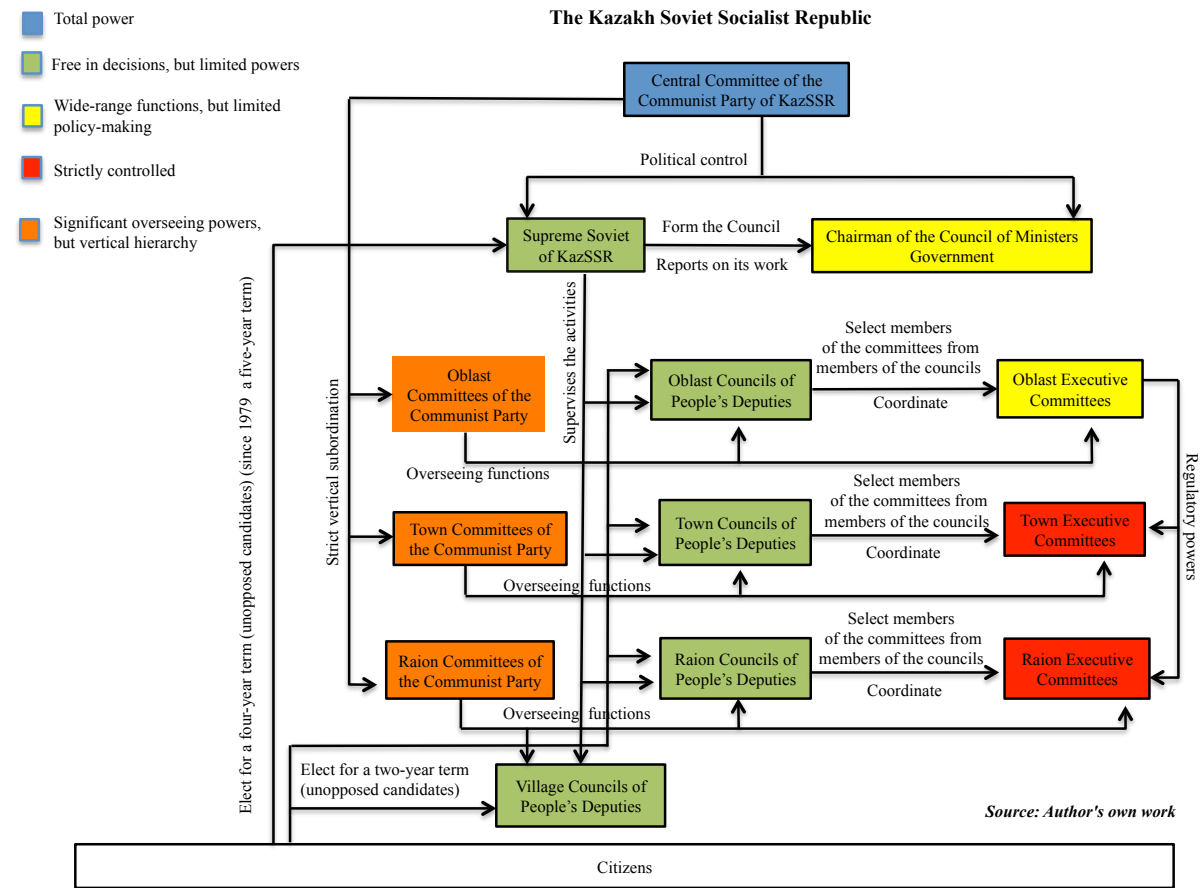 The Kazakh Soviet Socialist Republic
Total power
Free in decisions, but limited powers
Wide-range functions, but limited
policy-making
Strictly controlled
Significant overseeing powers,
but vertical hierarchy
Central Committee of the
Communist Party of KazSSR
Political control
Supreme Soviet
of KazSSR
Form the Council
Reports on its work
Chairman of the Council of Ministers
Government
Elect for a four-year term (unopposed candidates) (since 1979 a five-year term)
Strict vertical subordination
Supervises the activities
Oblast
Committees of the
Communist Party
Overseeing functions
Oblast Councils of
People's Deputies
Select members
of the committees from
members of the councils
Coordinate
Oblast Executive
Committees
Regulatory powers
Town Committees of
the Communist Party
Overseeing functions
Town Councils of
People's Deputies
Select members
of the committees from
members of the councils
Coordinate
Town Executive
Committees
Raion Committees of
the Communist Party
Overseeing functions
Raion Councils of
People's Deputies
Select members
of the committees from
members of the councils
Coordinate
Raion Executive
Committees
Elect for a two-year term
(unopposed candidates)
Village Councils of
People's Deputies
Source: Author's own work
Citizens